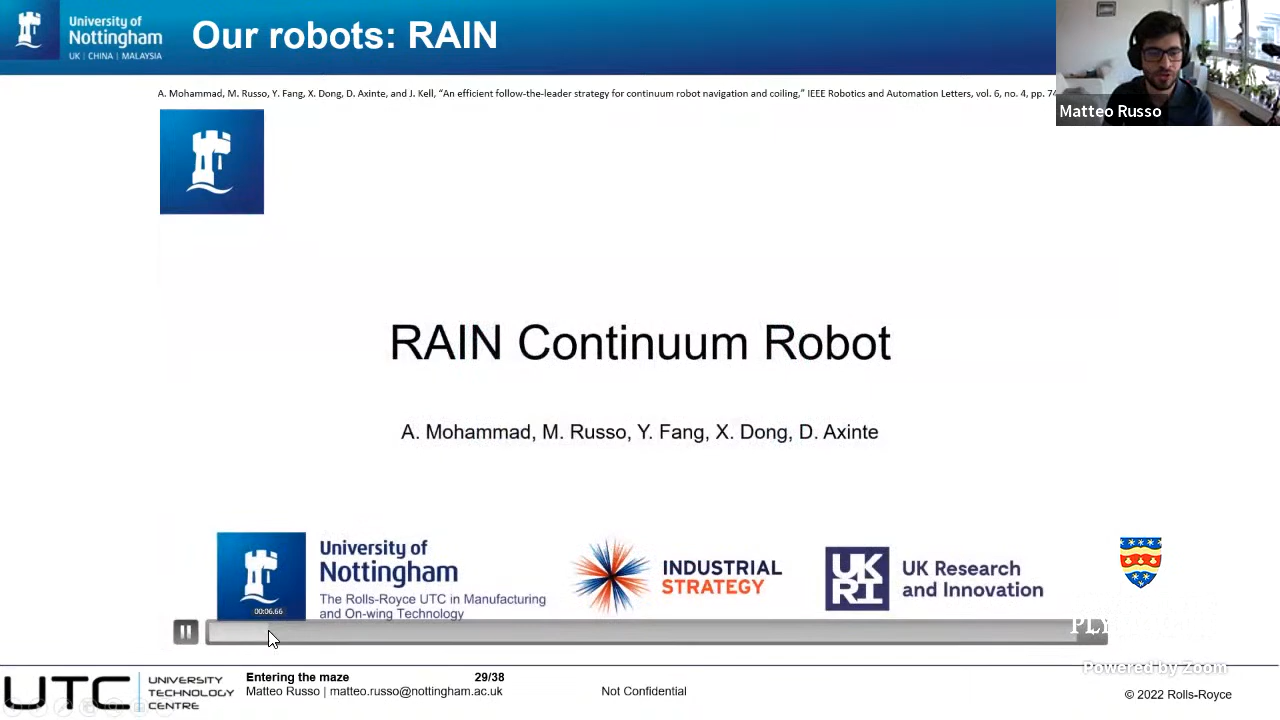 University of
Nottingham
UK | CHINA | MALAYSIA
Our robots: RAIN
A. Mohammad, M. Russo, Y. Fang, X. Dong, D. Axinte, and J. Kell, “An efficient follow-the-leader strategy for continuum robot navigation and coiling,” IEEE Robotics and Automation Letters, vol. 6, no. 4, pp. 74
Matteo Russo
RAIN Continuum Robot
A. Mohammad, M. Russo, Y. Fang, X. Dong, D. Axinte
University of
Nottingham
The Rolls-Royce UTC in Manufacturing
and On-wing Technology
INDUSTRIAL
STRATEGY
UK
RI
UK Research
and Innovation
00:06.66
Powered by Zoom
UTC
UNIVERSITY
TECHNOLOGY
CENTRE
Entering the maze 29/38
Matteo Russo | matteo.russo@nottingham.ac.uk
Not Confidential
© 2022 Rolls-Royce